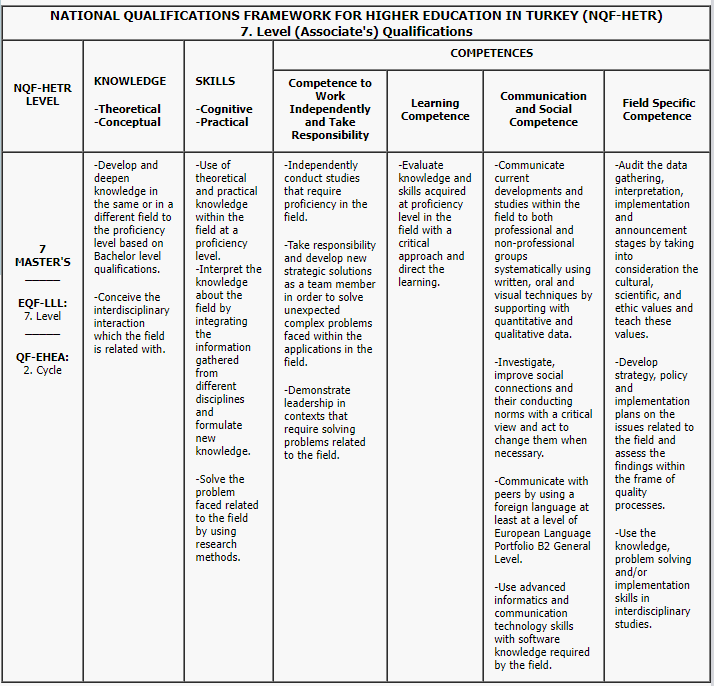 NATIONAL QUALIFICATIONS FRAMEWORK FOR HIGHER EDUCATION IN TURKEY (NQF-HETR)
7. Level (Associate's) Qualifications
NQF-HETR
LEVEL
KNOWLEDGE
-Theoretical
-Conceptual
SKILLS
-Cognitive
-Practical
COMPETENCES
Competence to
Work
Independently
and Take
Responsibility
Learning
Competence
Communication
and Social
Competence
Field Specific
Competence
7
MASTER'S
EQF-LLL:
7. Level
QF-EHEA:
2. Cycle
-Develop and
deepen
knowledge in
the same or in a
different field to
the proficiency
level based on
Bachelor level
qualifications.
-Conceive the
interdisciplinary
interaction
which the field
is related with.
-Use of
theoretical
and practical
knowledge
within the
field at a
proficiency
level.
-Interpret the
knowledge
about the
field by
integrating
the
information
gathered
from
different
disciplines
and
formulate
new
knowledge.
-Solve the
problem
faced related
to the field
by using
research
methods.
-Independently
conduct studies
that require
proficiency in the
field.
-Take responsibility
and develop new
strategic solutions
as a team member
in order to solve
unexpected
complex problems
faced within the
applications in the
field.
-Demonstrate
leadership in
contexts that
require solving
problems related
to the field.
-Evaluate
knowledge and
skills acquired
at proficiency
level in the
field with a
critical
approach and
direct the
learning.
-Communicate
current
developments and
studies within the
field to both
professional and
non-professional
groups
systematically using
written, oral and
visual techniques by
supporting with
quantitative and
qualitative data.
-Investigate,
improve social
connections and
their conducting
norms with a critical
view and act to
change them when
necessary.
-Communicate with
peers by using a
foreign language at
least at a level of
European Language
Portfolio B2 General
Level.
-Use advanced
informatics and
communication
technology skills
with software
knowledge required
by the field.
-Audit the data
gathering,
interpretation,
implementation
and
announcement
stages by taking
into
consideration the
cultural,
scientific, and
ethic values and
teach these
values.
-Develop
strategy, policy
and
implementation
plans on the
issues related to
the field and
assess the
findings within
the frame of
quality
processes.
-Use the
knowledge,
problem solving
and/or
implementation
skills in
interdisciplinary
studies.